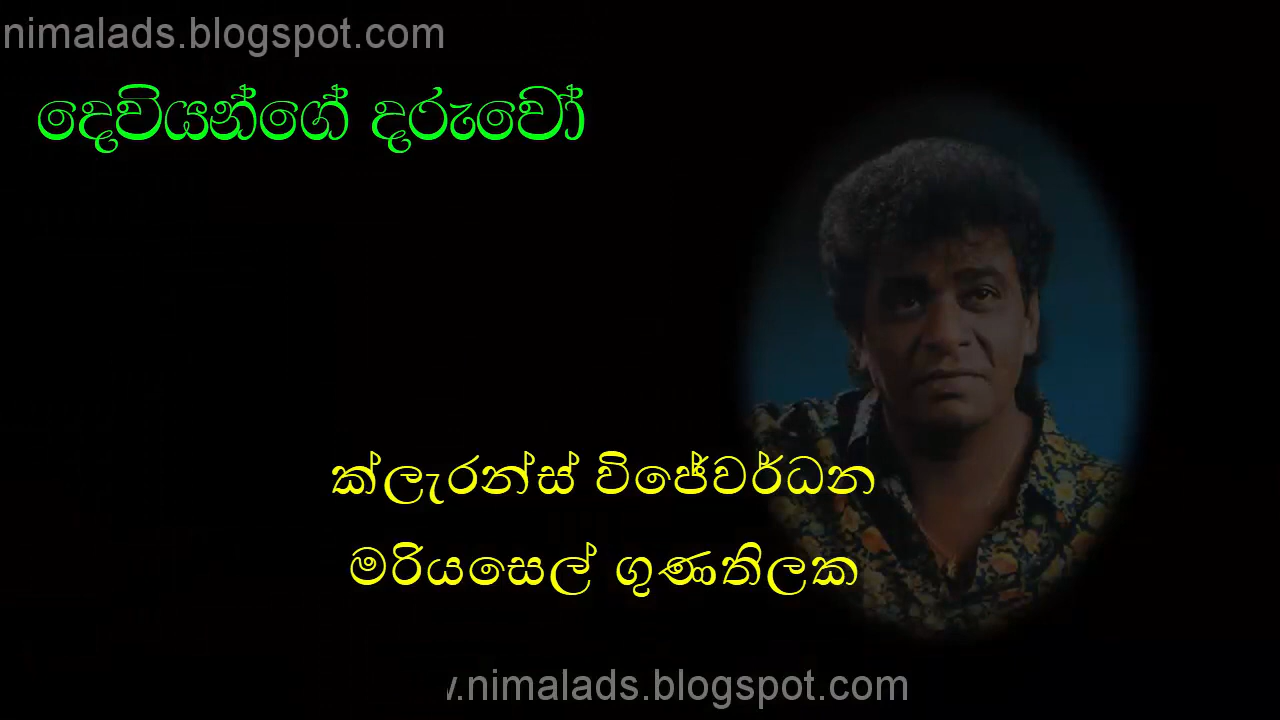 nimalads.blogspot.com
දෙවියන්ගේ දරුවෝ
ක්ලැරන්ස් විජේවර්ධන
මරියසෙල් ගුණතිලක
.nimalads.blogspot.com